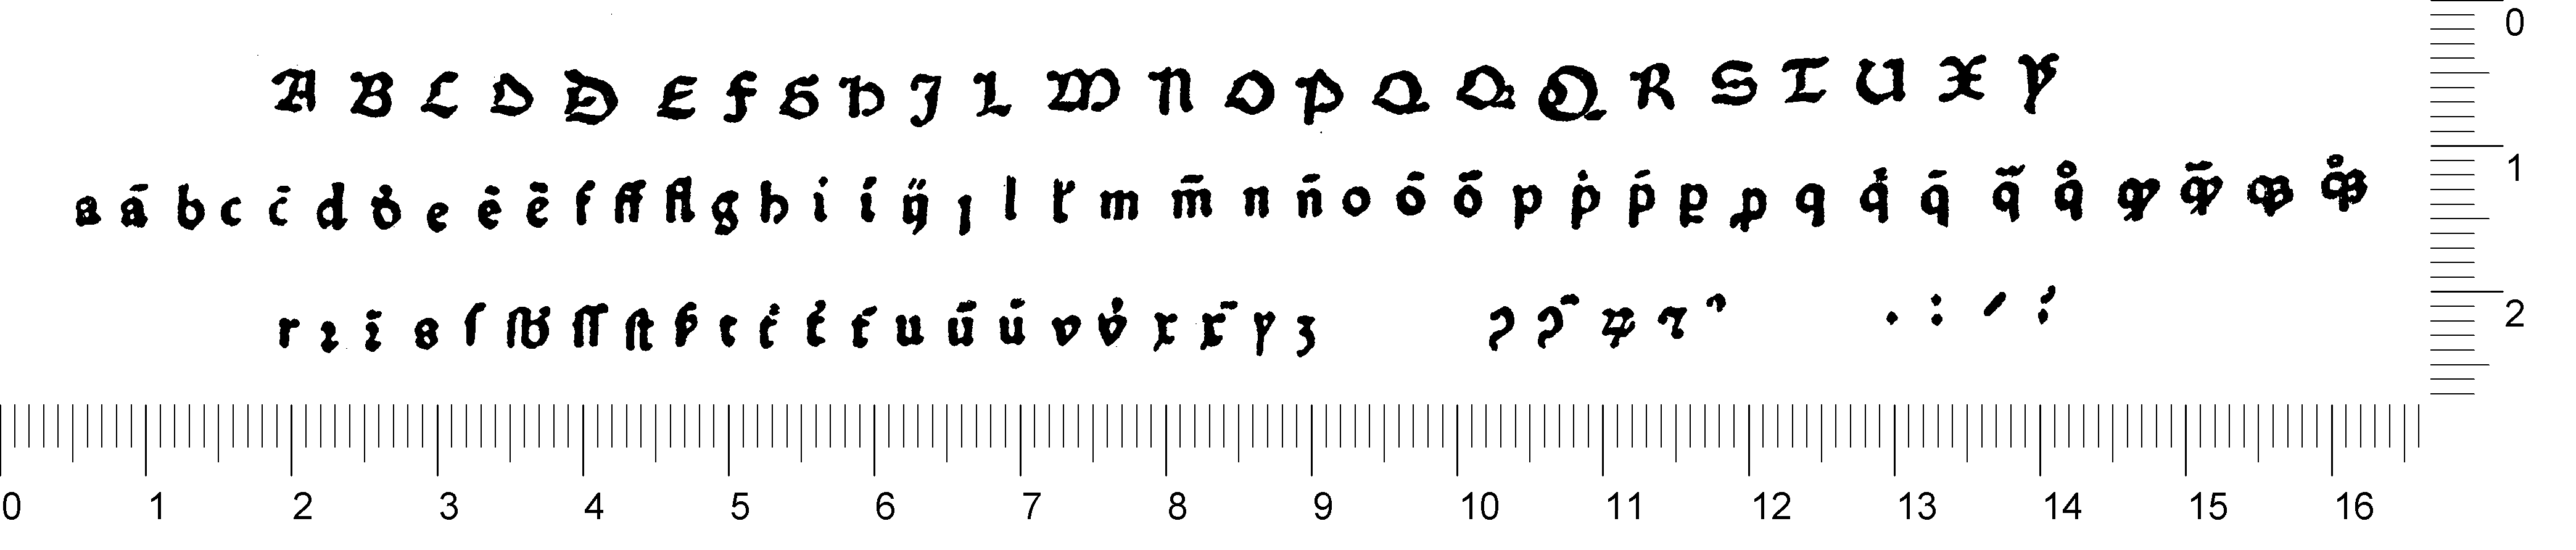 A B C D D E F G H J L M N O P Q Q Q R S T U X Y
a ā b c c̄ d d̛ e ē ẽ f ff fl g h i í ij̈ j l ł m m̄ n n̄ o ō õ p ṗ p̄ ꝑ ꝓ q q̇ q̄ q̃ q̊
r ꝛ s ſ ſſ ſt t u ū ú v v̇ x x̄ y ʒ ꝰ . : / ?
0 1 2
0 1 2 3 4 5 6 7 8 9 10 11 12 13 14 15 16